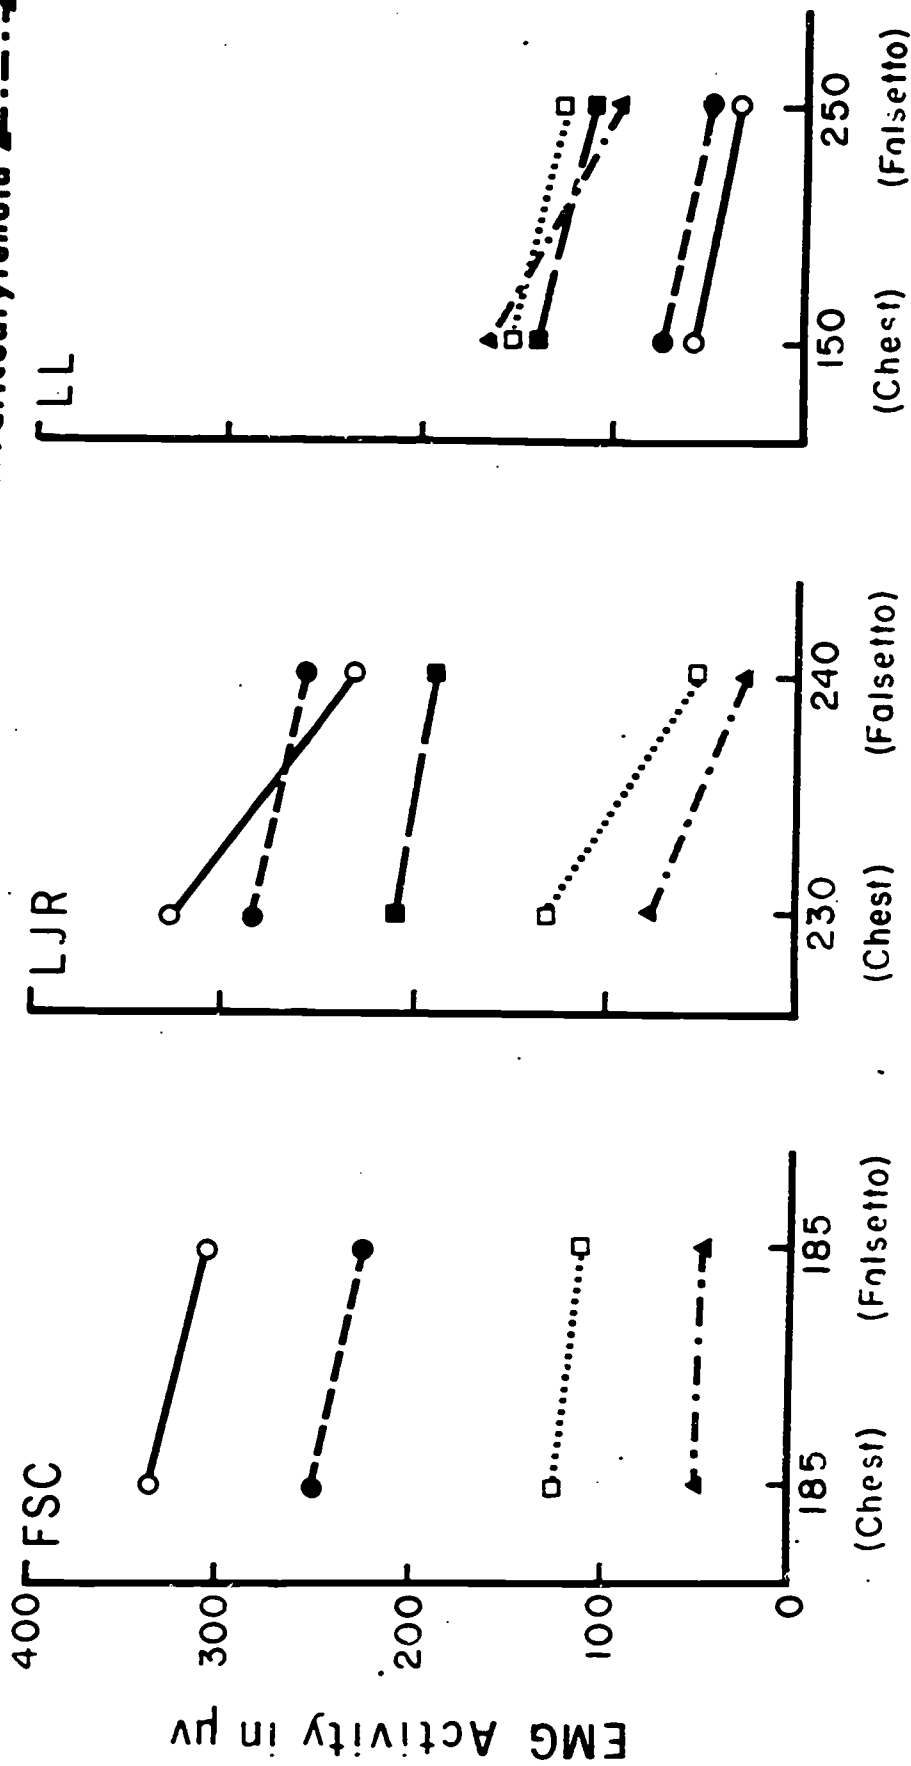 FSC
LJR
LL
400
300
200
100
0
EMG Activity in μv
185
185
230
240
150
250
(Chest)
(Falsetto)
(Chest)
(Falsetto)
(Chest)
(Falsetto)